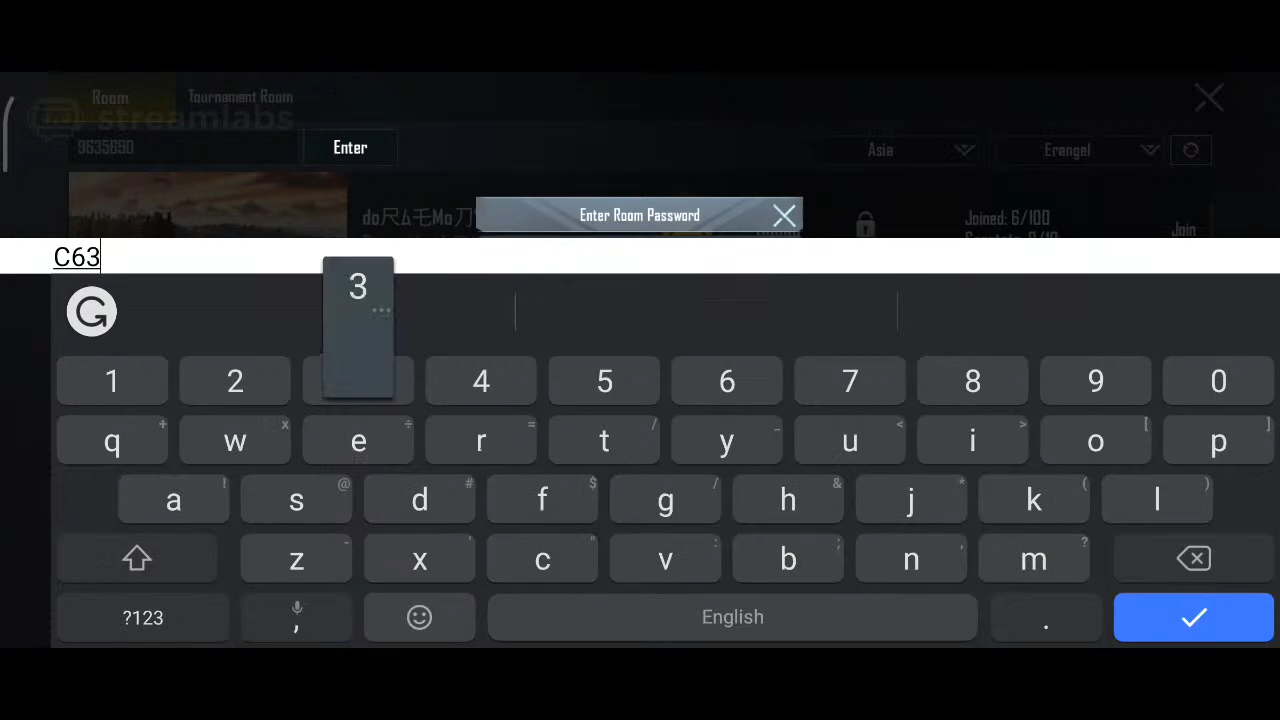 Room Tournament Room
streamlabs
9635690 Enter Asia Erangel
Enter Room Password
Joined: 6/100
Join
C63
3
...
1 2 4 5 6 7 8 9 0
q + w x e ÷ r = t / y _ u < i > o [ p ]
a ! s @ d # f $ g / h & j * k ( l )
z - x ' c " v : b ; n , m ?
?123 , English .